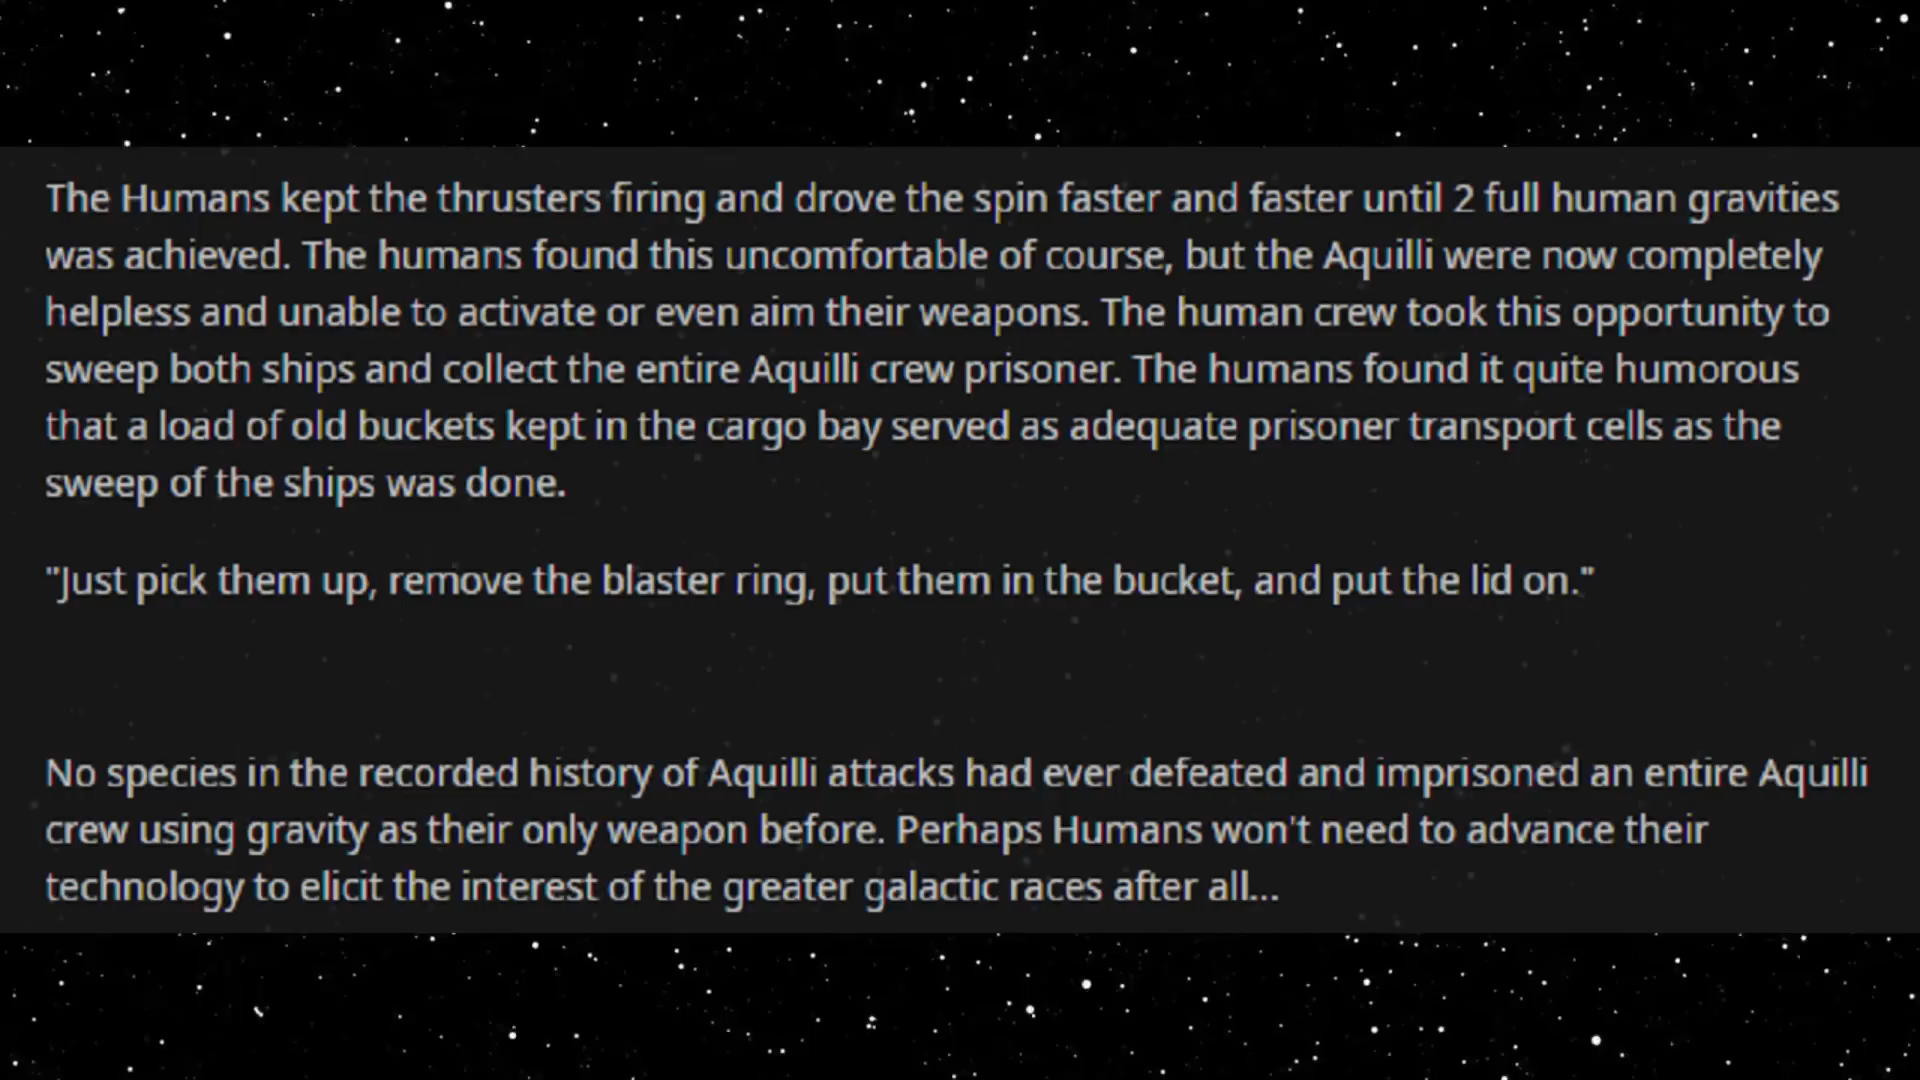 The Humans kept the thrusters firing and drove the spin faster and faster until 2 full human gravities
was achieved. The humans found this uncomfortable of course, but the Aquilli were now completely
helpless and unable to activate or even aim their weapons. The human crew took this opportunity to
sweep both ships and collect the entire Aquilli crew prisoner. The humans found it quite humorous
that a load of old buckets kept in the cargo bay served as adequate prisoner transport cells as the
sweep of the ships was done.
"Just pick them up, remove the blaster ring, put them in the bucket, and put the lid on."
No species in the recorded history of Aquilli attacks had ever defeated and imprisoned an entire Aquilli
crew using gravity as their only weapon before. Perhaps Humans won't need to advance their
technology to elicit the interest of the greater galactic races after all...